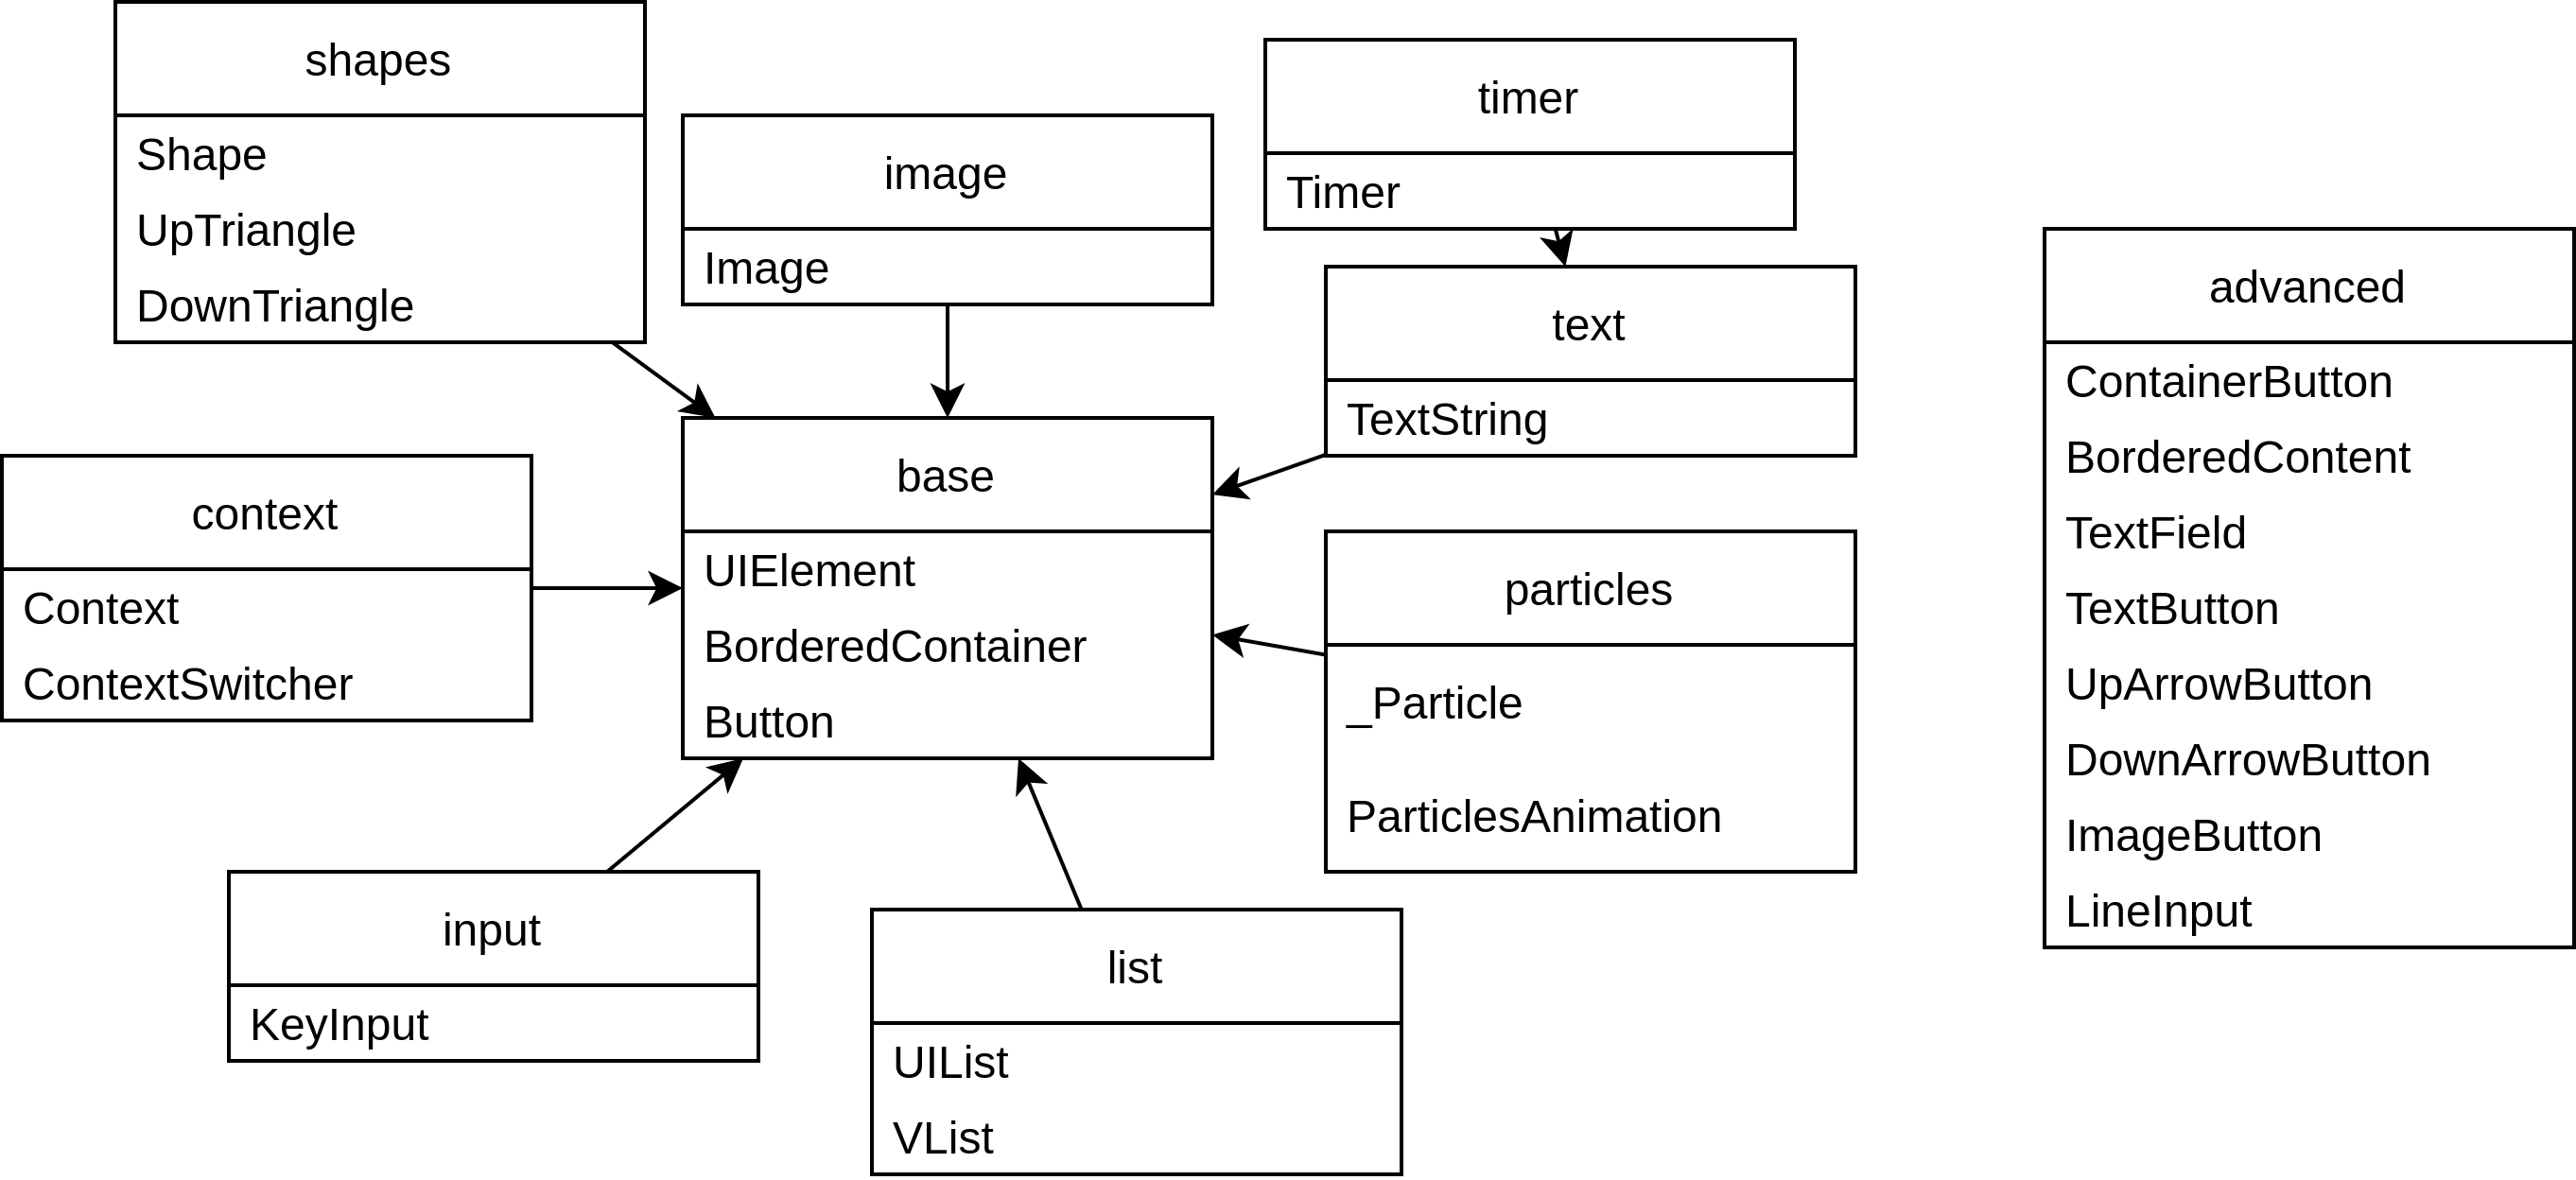 shapes
Shape
UpTriangle
DownTriangle
image
Image
timer
Timer
text
TextString
advanced
ContainerButton
BorderedContent
TextField
TextButton
UpArrowButton
DownArrowButton
ImageButton
LineInput
context
Context
ContextSwitcher
base
UIElement
BorderedContainer
Button
particles
_Particle
ParticlesAnimation
input
KeyInput
list
UIList
VList